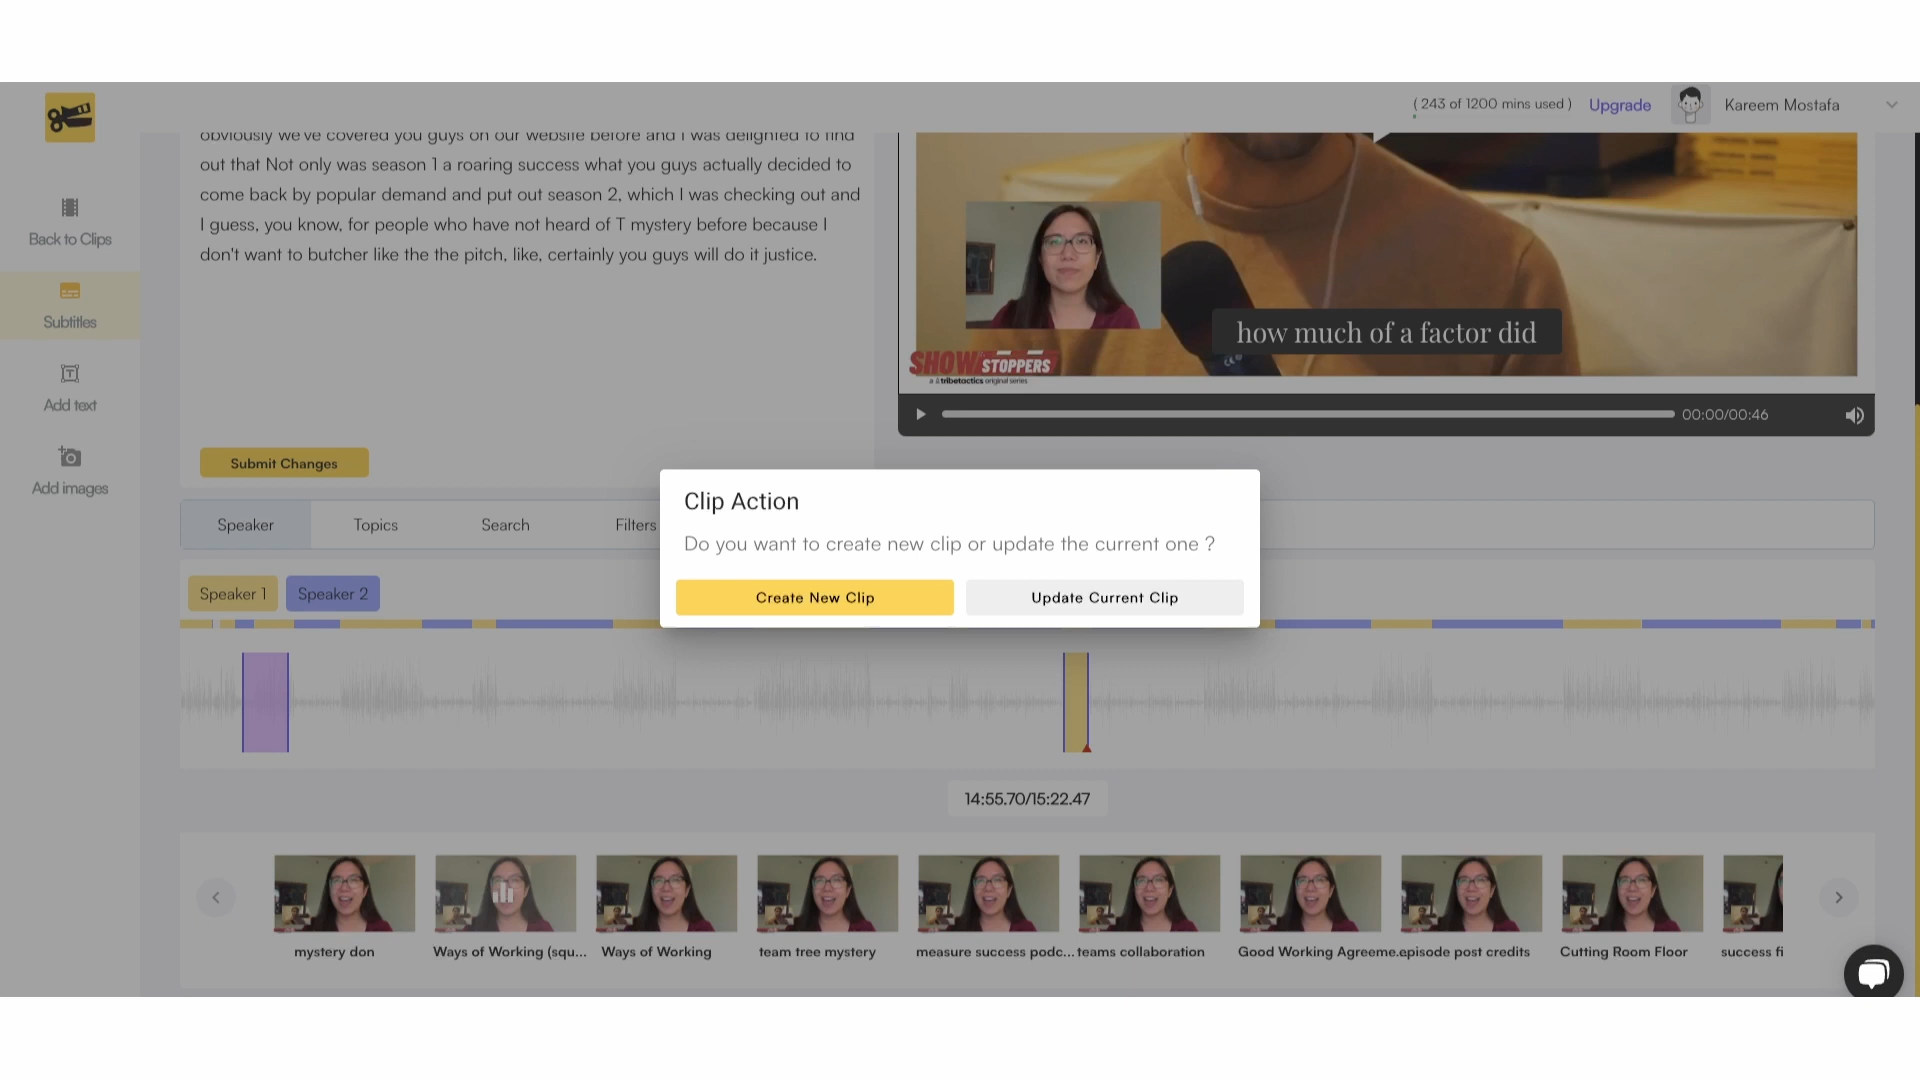 ( 243 of 1200 mins used )
Upgrade
Kareem Mostafa
Back to Clips
Subtitles
Add text
Add images
obviously we've covered you guys on our website before and I was delighted to find
out that Not only was season 1 a roaring success what you guys actually decided to
come back by popular demand and put out season 2, which I was checking out and
I guess, you know, for people who have not heard of T mystery before because I
don't want to butcher like the the pitch, like, certainly you guys will do it justice.
Submit Changes
how much of a factor did
SHOW STOPPERS
a tribetactics original series
00:00/00:46
Speaker
Topics
Search
Filters
Clip Action
Do you want to create new clip or update the current one ?
Create New Clip
Update Current Clip
Speaker 1
Speaker 2
14:55.70/15:22.47
mystery don
Ways of Working (squ...
Ways of Working
team tree mystery
measure success podc...
teams collaboration
Good Working Agreeme.
episode post credits
Cutting Room Floor
success fi